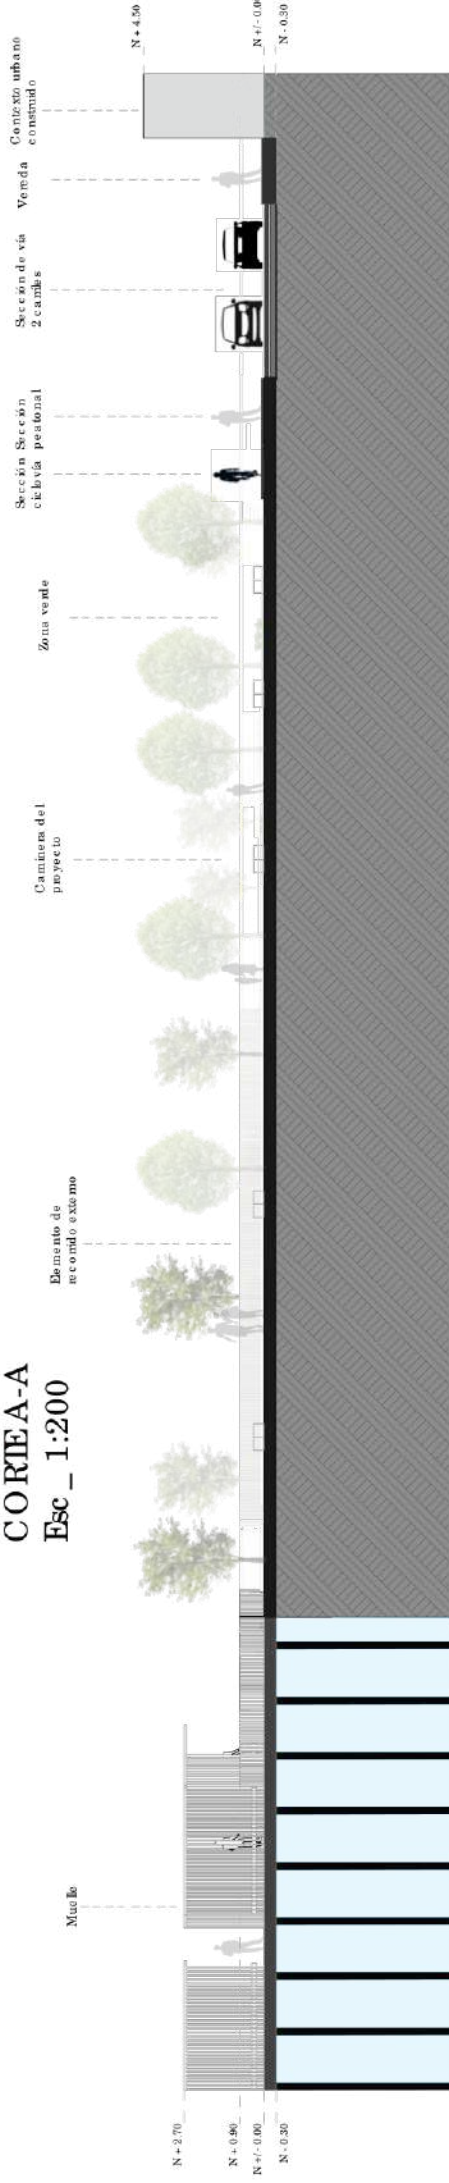 CORTE A-A
Esc _ 1:200
N + 2.70
N + 0.90
N +/- 0.00
N - 0.30
Muelle
Elemento de
recorrido externo
Caminera del
proyecto
Zona verde
Sección Sección
ciclovía peatonal
Sección de vía
2 carriles
Vereda
Contexto urbano
construido
N + 4.50
N +/- 0.00
N - 0.30